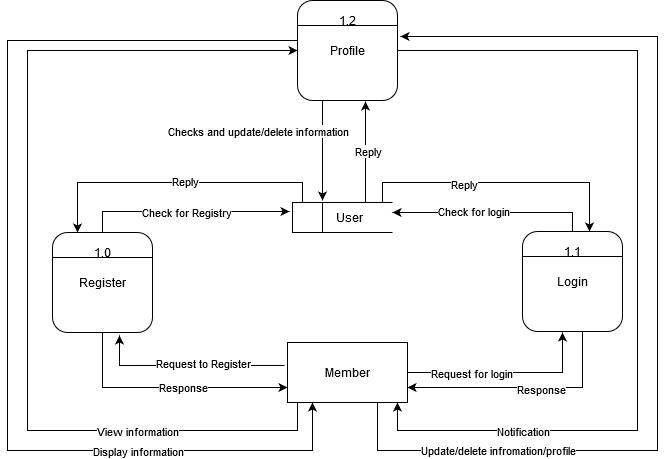 1.2
Profile
Checks and update/delete information
Reply
Reply
Reply
Check for Registry
User
Check for login
1.0
Register
1.1
Login
Request to Register
Member
Request for login
Response
Response
View information
Notification
Display information
Update/delete infromation/profile